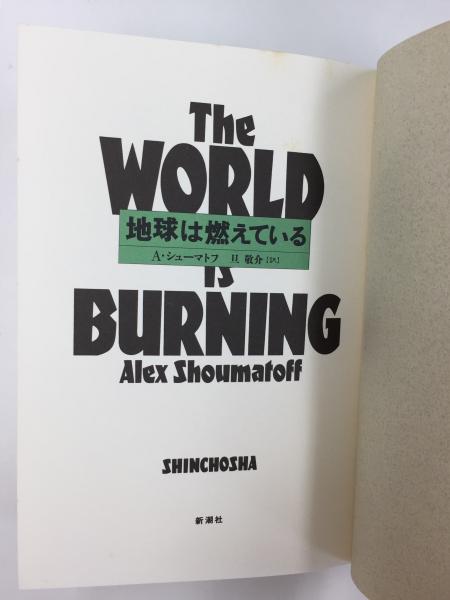 The
WORLD
地球は燃えている
A・シューマトフ 旦 敬介【訳】
IS
BURNING
Alex Shoumatoff
SHINCHOSHA
新潮社